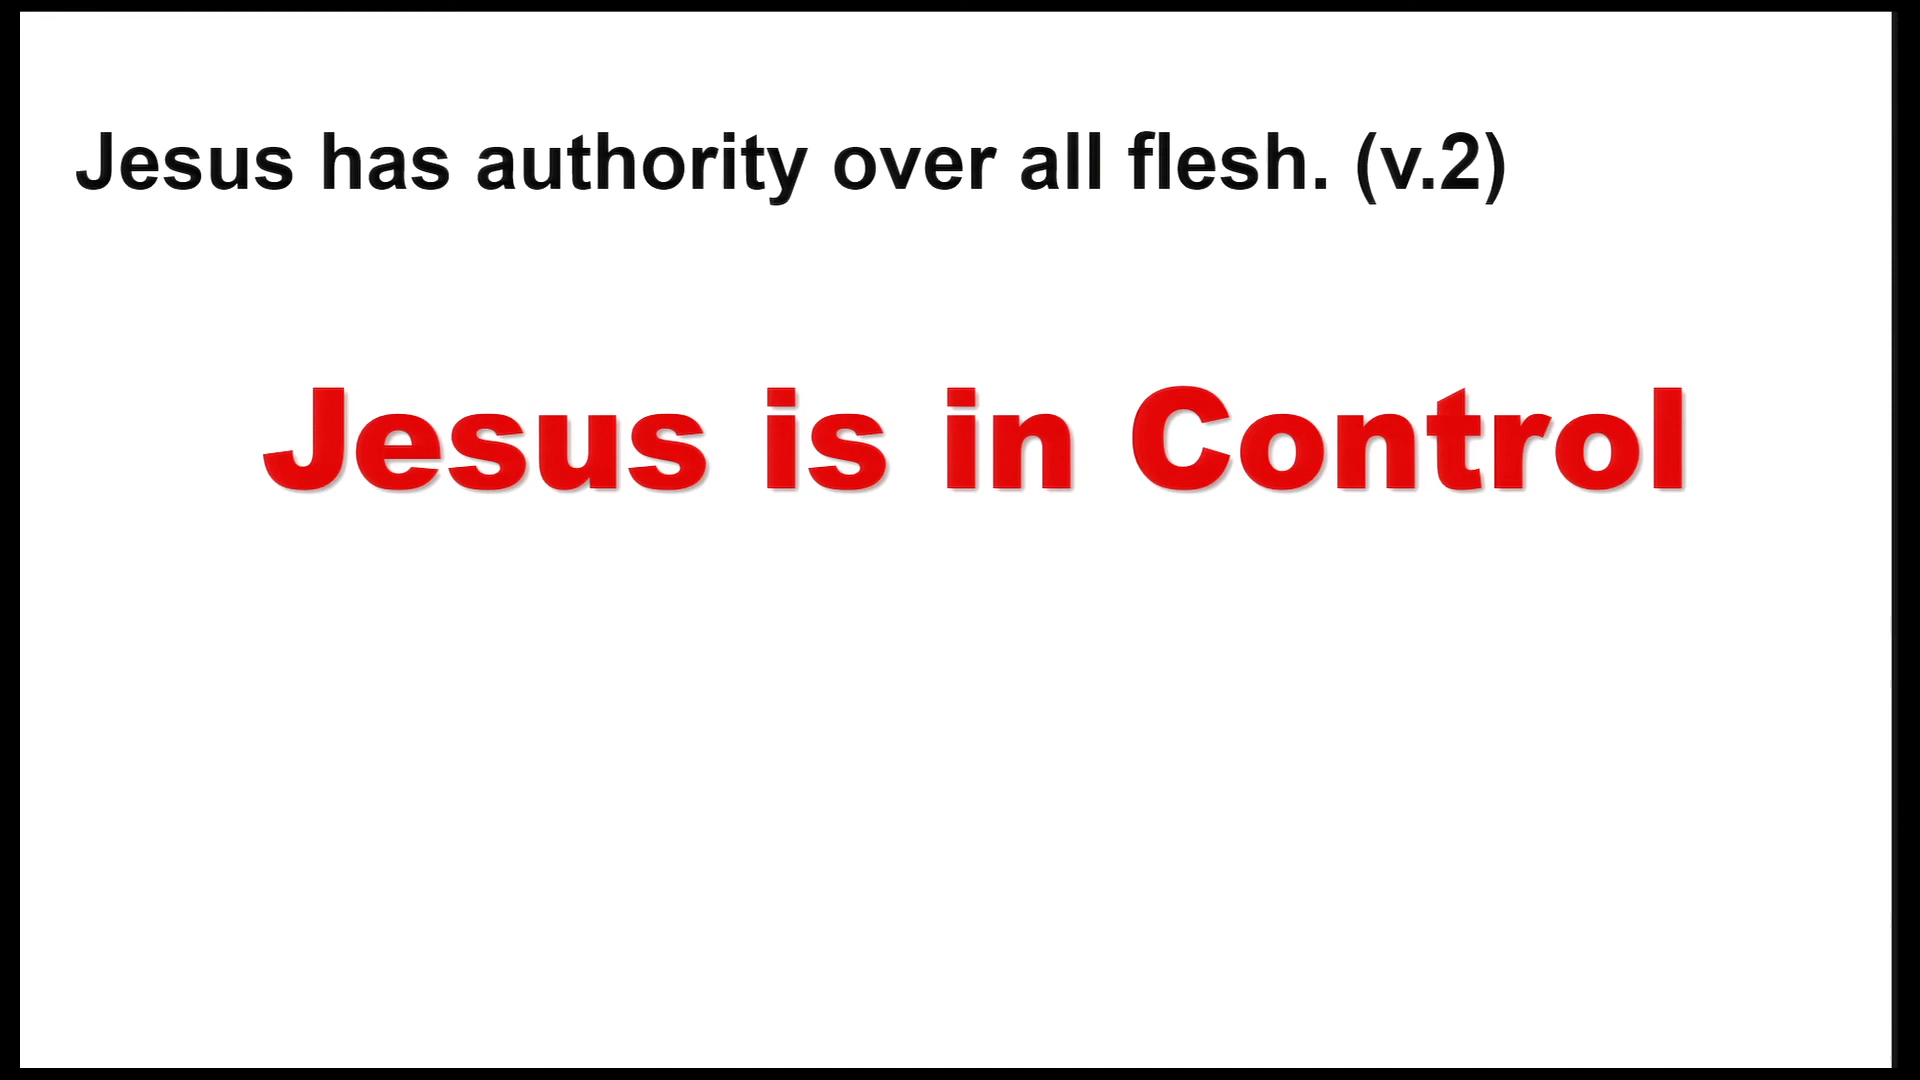 Jesus has authority over all flesh. (v.2)
Jesus is in Control